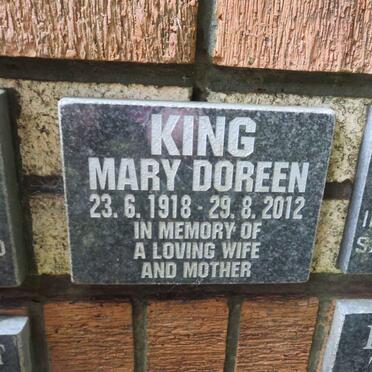 KING
MARY DOREEN
23. 6. 1918 - 29. 8. 2012
IN MEMORY OF
A LOVING WIFE
AND MOTHER